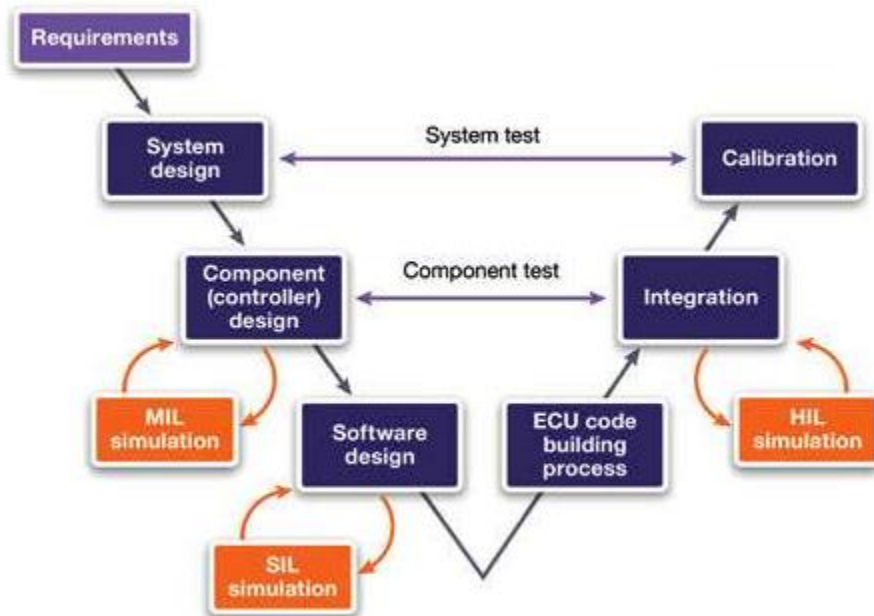 Requirements
System
design
System test
Calibration
Component
(controller)
design
Component test
Integration
MIL
simulation
Software
design
ECU code
building
process
HIL
simulation
SIL
simulation